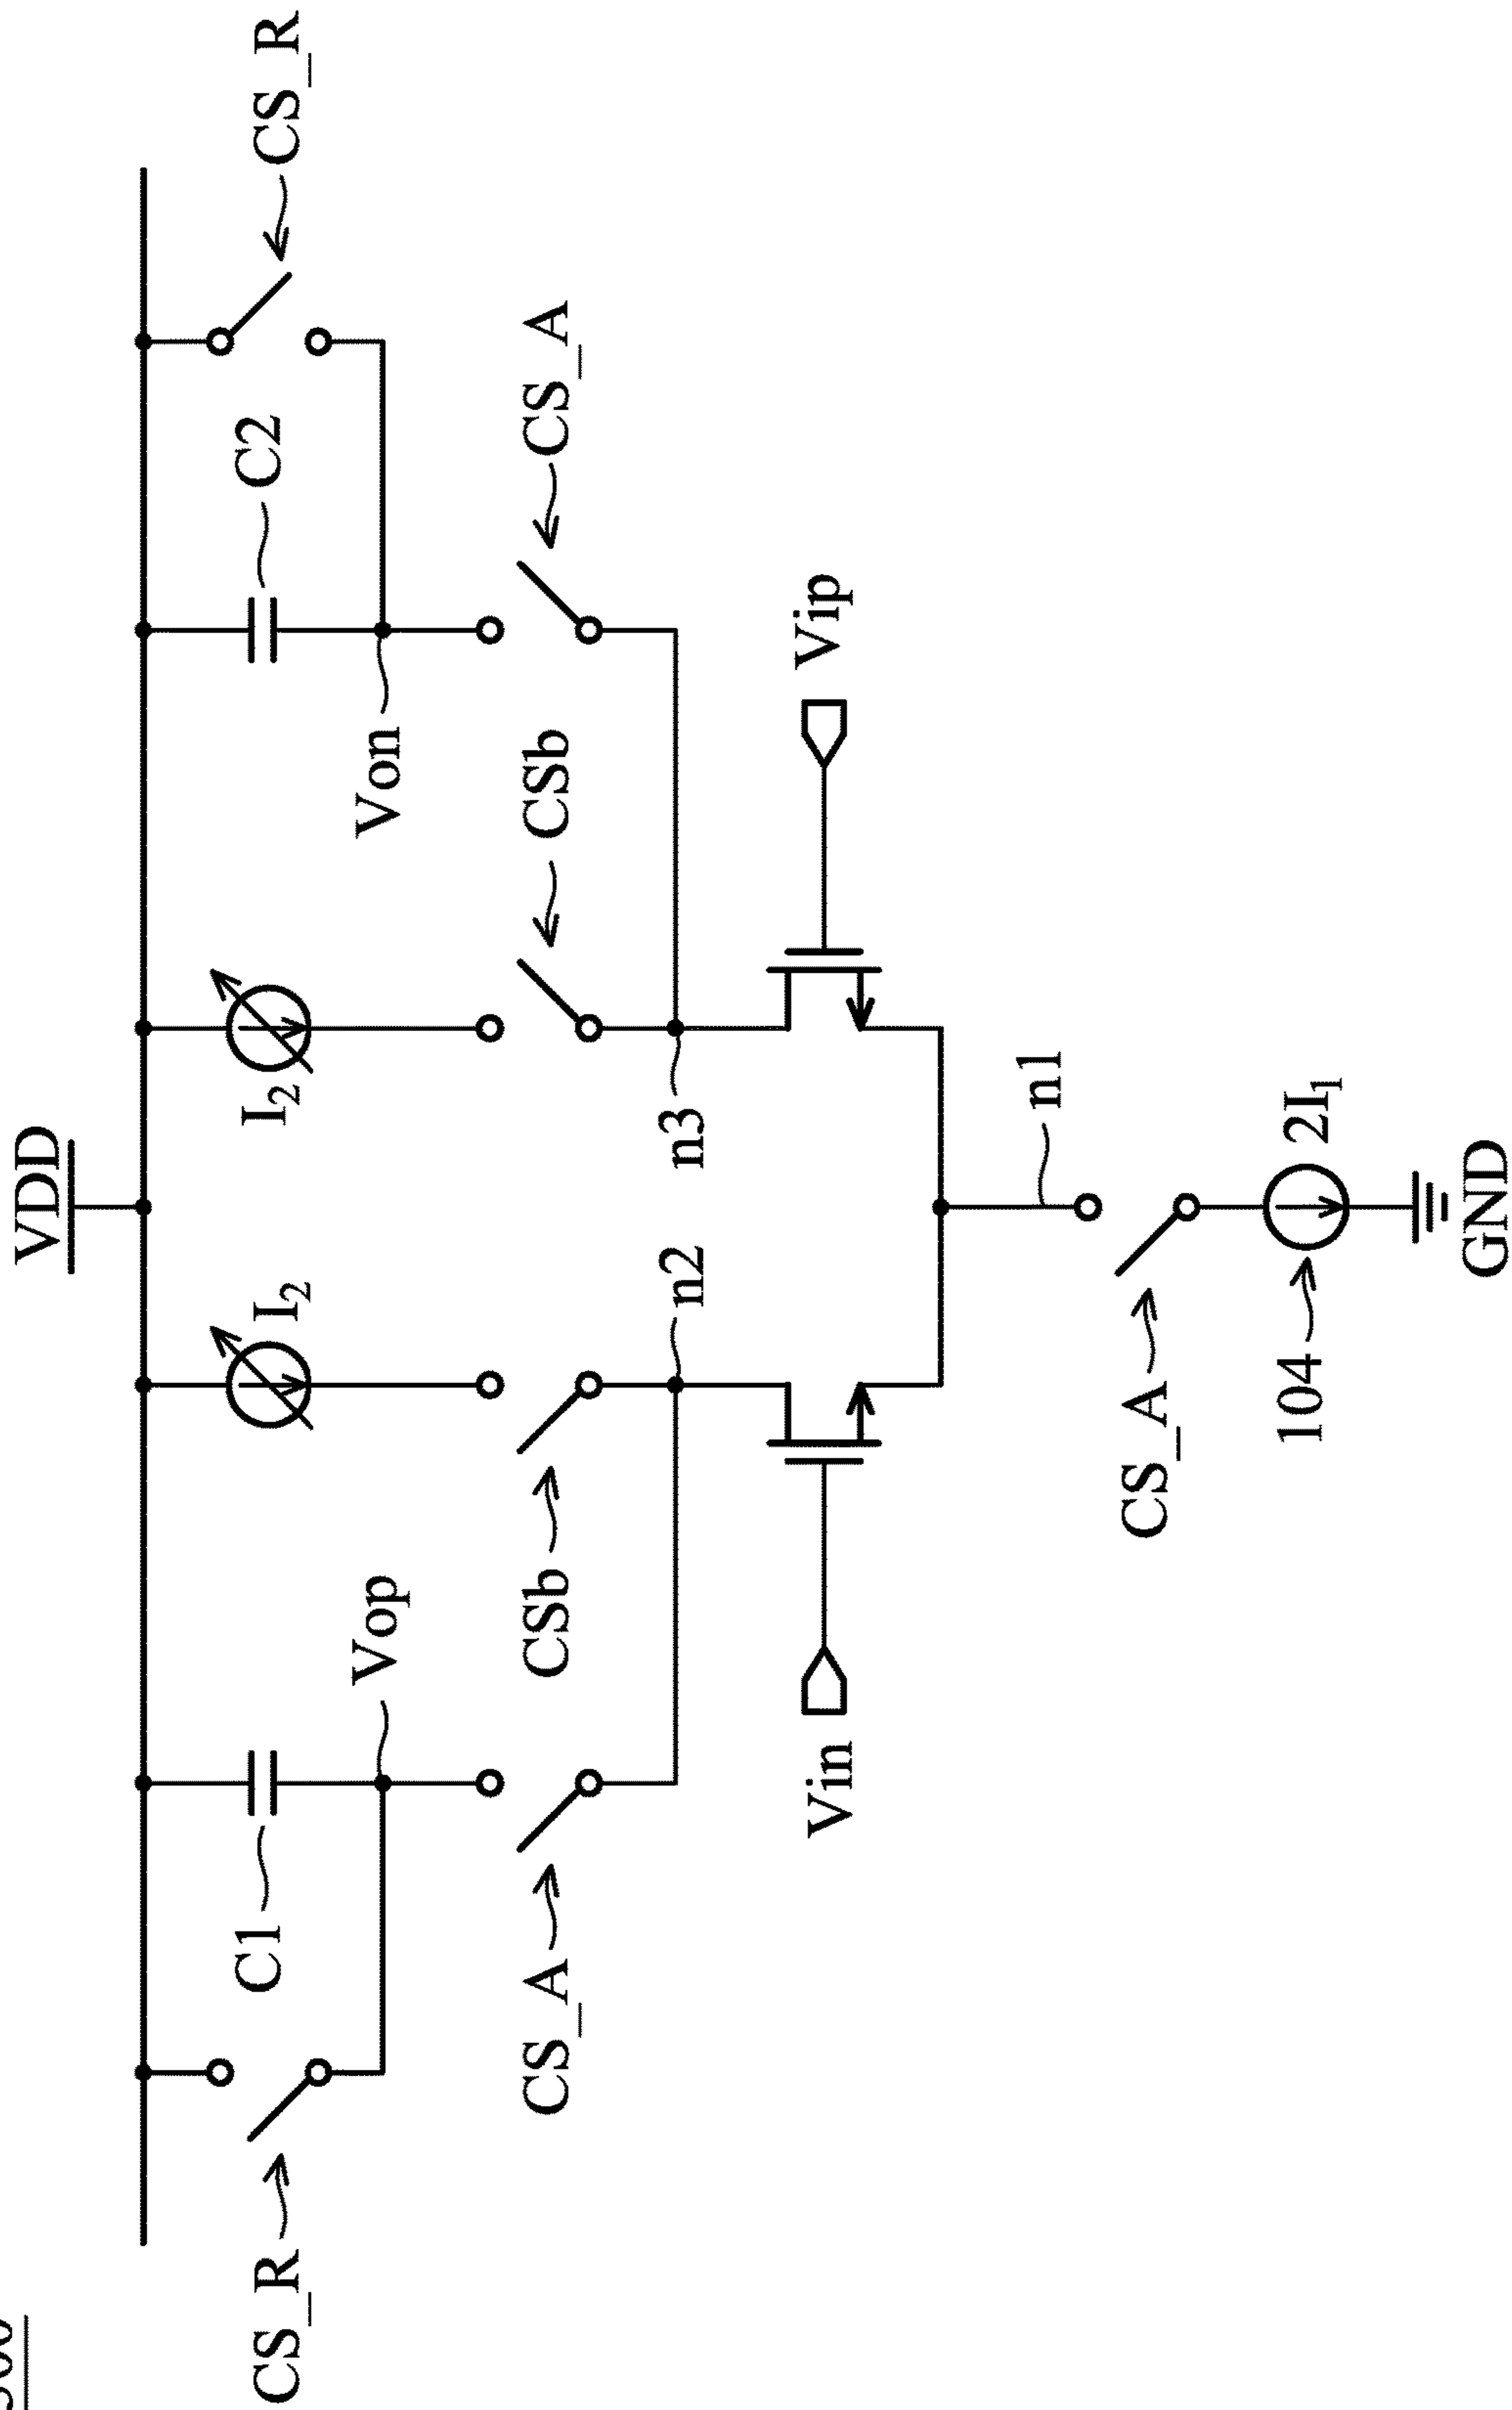 VDD
CS_R
C1
Vop
I2
I2
C2
CS_R
Von
CS_A
CSb
CSb
CS_A
n2
n3
Vin
Vip
n1
CS_A
104
2I1
GND